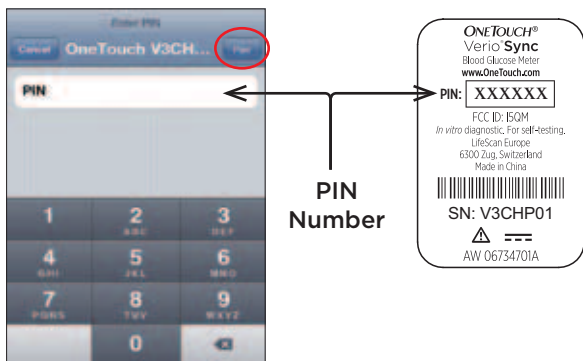 Enter PIN
Cancel OneTouch V3CH... Pair
PIN
1 2 3
ABC DEF
4 5 6
GHI JKL MNO
7 8 9
PQRS TUV WXYZ
0
PIN
Number
ONETOUCH®
Verio®Sync
Blood Glucose Meter
www.OneTouch.com
PIN: XXXXXX
FCC ID: I5QM
In vitro diagnostic. For self-testing.
LifeScan Europe
6300 Zug, Switzerland
Made in China
SN: V3CHP01
AW 06734701A